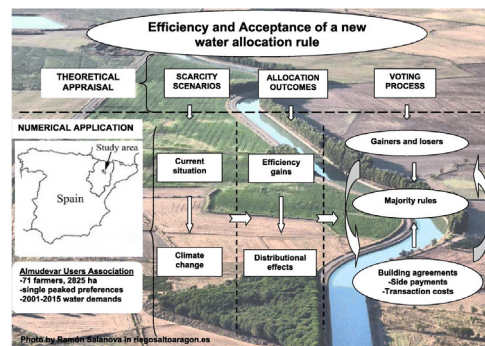 Efficiency and Acceptance of a new
water allocation rule
THEORETICAL
APPRAISAL
SCARCITY
SCENARIOS
ALLOCATION
OUTCOMES
VOTING
PROCESS
NUMERICAL APPLICATION
Study area
Spain
Almudevar Users Association
-71 farmers, 2825 ha
-single peaked preferences
-2001-2015 water demands
Current
situation
Climate
change
Efficiency
gains
Distributional
effects
Gainers and losers
Majority rules
Building agreements
-Side payments
-Transaction costs
Photo by Ramón Salanova in riegosaltoaragon.es